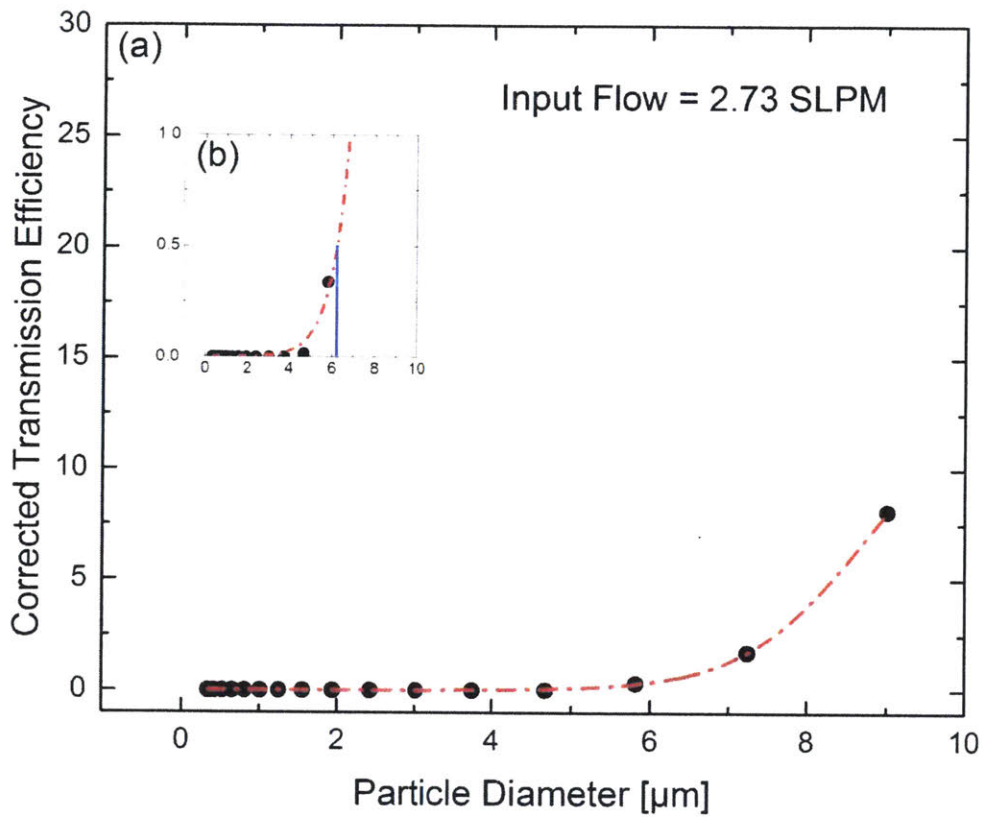 (a)
Input Flow = 2.73 SLPM
30
25
20
15
10
5
0
Corrected Transmission Efficiency
(b)
1.0
0.5
0.0
0 2 4 6 8 10
0 2 4 6 8 10
Particle Diameter [µm]